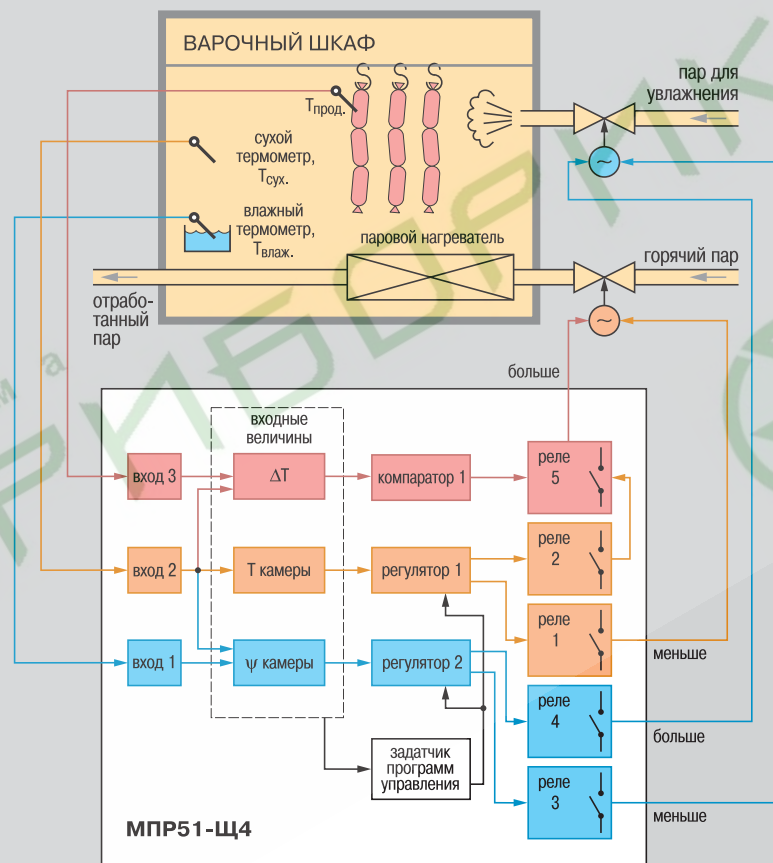 ВАРОЧНЫЙ ШКАФ
пар для
увлажнения
Тпрод.
сухой
термометр,
Тсух.
влажный
термометр,
Твлаж.
паровой нагреватель
горячий пар
~
отрабо-
танный
пар
~
больше
входные
величины
вход 3
ΔT
компаратор 1
реле
5
вход 2
Т камеры
регулятор 1
реле
2
реле
1
меньше
вход 1
ψ камеры
регулятор 2
реле
4
больше
задатчик
программ
управления
реле
3
меньше
МПР51-Щ4
ПРИБОРИК
ма